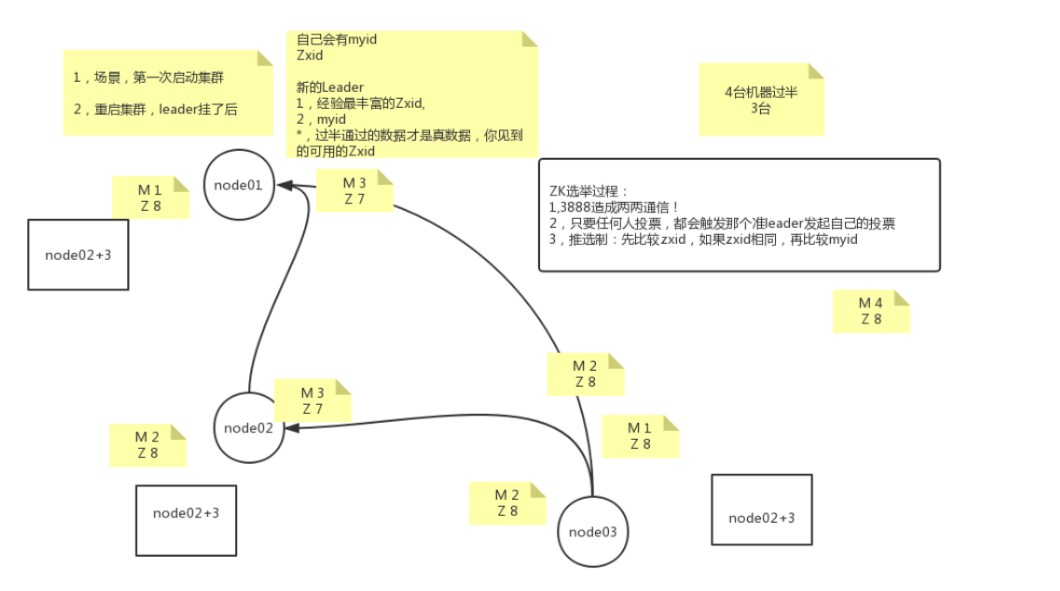 1，场景，第一次启动集群
2，重启集群，leader挂了后
自己会有myid
Zxid
新的Leader
1，经验最丰富的Zxid,
2，myid
*，过半通过的数据才是真数据，你见到
的可用的Zxid
4台机器过半
3台
node01
M 1
Z 8
M 3
Z 7
node02+3
ZK选举过程：
1,3888造成两两通信！
2，只要任何人投票，都会触发那个准leader发起自己的投票
3，推选制：先比较zxid，如果zxid相同，再比较myid
M 4
Z 8
M 2
Z 8
M 3
Z 7
node02
M 2
Z 8
M 1
Z 8
node02+3
M 2
Z 8
node03
node02+3